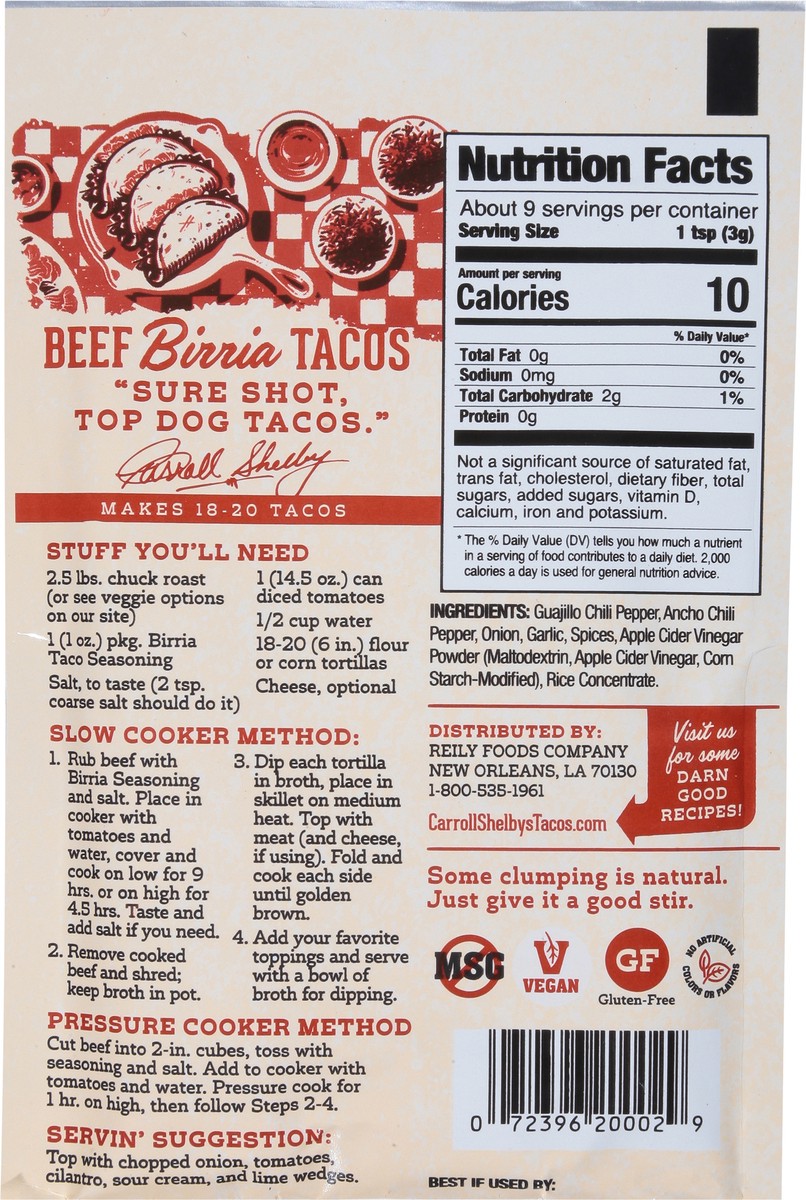 BEEF Birria TACOS
“SURE SHOT,
TOP DOG TACOS.”
Carroll Shelby
MAKES 18-20 TACOS
STUFF YOU’LL NEED
2.5 lbs. chuck roast
(or see veggie options
on our site)
1 (1 oz.) pkg. Birria
Taco Seasoning
Salt, to taste (2 tsp.
coarse salt should do it)
1 (14.5 oz.) can
diced tomatoes
1/2 cup water
18-20 (6 in.) flour
or corn tortillas
Cheese, optional
SLOW COOKER METHOD:
1. Rub beef with
Birria Seasoning
and salt. Place in
cooker with
tomatoes and
water, cover and
cook on low for 9
hrs. or on high for
4.5 hrs. Taste and
add salt if you need.
2. Remove cooked
beef and shred;
keep broth in pot.
3. Dip each tortilla
in broth, place in
skillet on medium
heat. Top with
meat (and cheese,
if using). Fold and
cook each side
until golden
brown.
4. Add your favorite
toppings and serve
with a bowl of
broth for dipping.
PRESSURE COOKER METHOD
Cut beef into 2-in. cubes, toss with
seasoning and salt. Add to cooker with
tomatoes and water. Pressure cook for
1 hr. on high, then follow Steps 2-4.
SERVIN’ SUGGESTION:
Top with chopped onion, tomatoes,
cilantro, sour cream, and lime wedges.
Nutrition Facts
About 9 servings per container
Serving Size 1 tsp (3g)
Amount per serving
Calories 10
% Daily Value*
Total Fat 0g 0%
Sodium 0mg 0%
Total Carbohydrate 2g 1%
Protein 0g
Not a significant source of saturated fat,
trans fat, cholesterol, dietary fiber, total
sugars, added sugars, vitamin D,
calcium, iron and potassium.
* The % Daily Value (DV) tells you how much a nutrient
in a serving of food contributes to a daily diet. 2,000
calories a day is used for general nutrition advice.
INGREDIENTS: Guajillo Chili Pepper, Ancho Chili
Pepper, Onion, Garlic, Spices, Apple Cider Vinegar
Powder (Maltodextrin, Apple Cider Vinegar, Corn
Starch-Modified), Rice Concentrate.
DISTRIBUTED BY:
REILY FOODS COMPANY
NEW ORLEANS, LA 70130
1-800-535-1961
CarrollShelbysTacos.com
Visit us
for some
DARN
GOOD
RECIPES!
Some clumping is natural.
Just give it a good stir.
MSG
V
VEGAN
GF
Gluten-Free
NO ARTIFICIAL
COLORS OR FLAVORS
0 72396 20002 9
BEST IF USED BY: